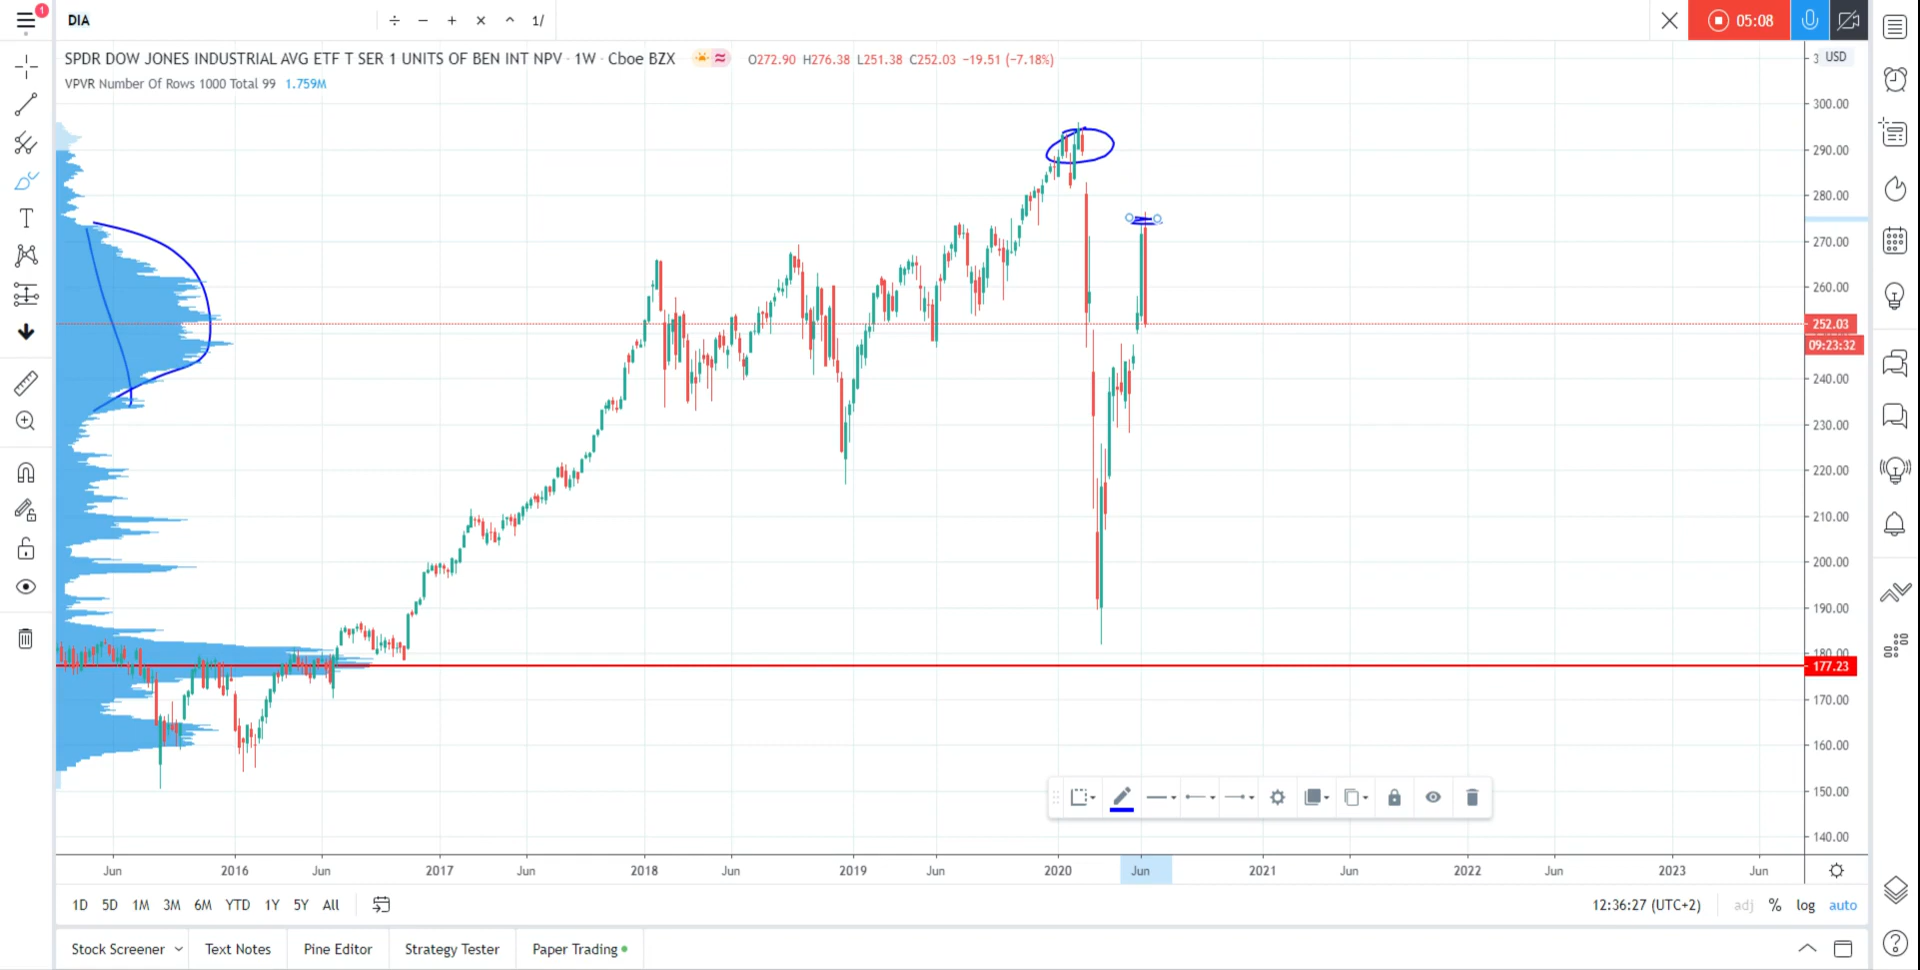 1
DIA
÷ − + × ^ 1/
05:08
SPDR DOW JONES INDUSTRIAL AVG ETF T SER 1 UNITS OF BEN INT NPV · 1W · Cboe BZX O272.90 H276.38 L251.38 C252.03 −19.51 (−7.18%)
VPVR Number Of Rows 1000 Total 99 1.759M
USD
300.00
290.00
280.00
270.00
260.00
252.03
09:23:32
240.00
230.00
220.00
210.00
200.00
190.00
180.00
177.23
170.00
160.00
150.00
140.00
Jun 2016 Jun 2017 Jun 2018 Jun 2019 Jun 2020 Jun 2021 Jun 2022 Jun 2023 Jun
1D 5D 1M 3M 6M YTD 1Y 5Y All 12:36:27 (UTC+2) adj % log auto
Stock Screener Text Notes Pine Editor Strategy Tester Paper Trading